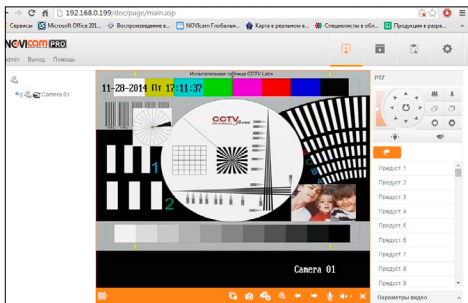 192.168.0.199/doc/page/main.asp
Сервисы Microsoft Office 201... Воспроизведение в... NOVIcam Глобальн... Карта в реальном в... Специалисты в обл... Продукция в разра...
NOVICAM PRO
Admin Выход Помощь
Испытательная таблица CCTV Labs
PTZ
11-28-2014 Пт 17:11:37
Camera 01
CCTV
1
2
A
B
C
Предуст. 1
Предуст. 2
Предуст. 3
Предуст. 4
Предуст. 5
Предуст. 6
Предуст. 7
Предуст. 8
Предуст. 9
Camera 01
Параметры видео